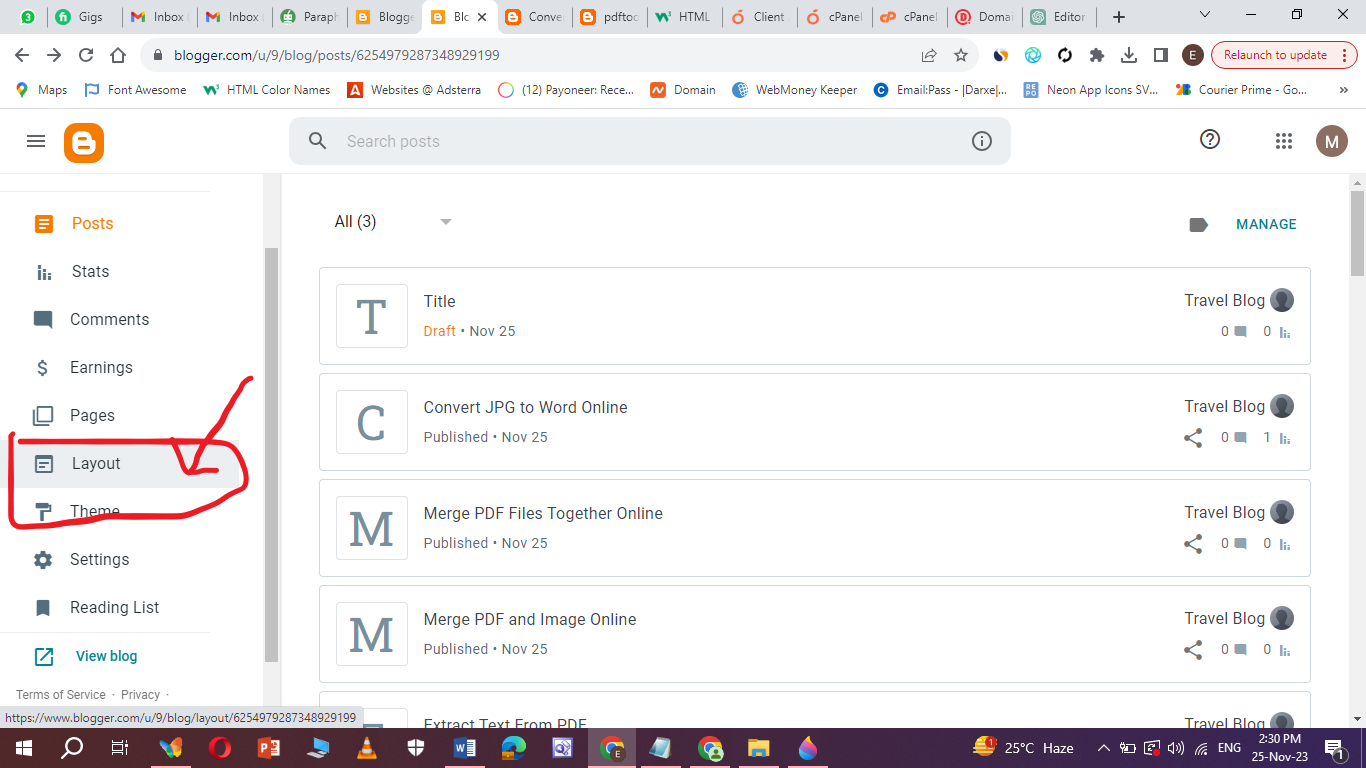 3 Gigs Inbox Inbox Paraph Blogge Blo Conve pdftoc HTML Client cPanel cPanel Domai Editor
blogger.com/u/9/blog/posts/6254979287348929199 E Relaunch to update
Maps Font Awesome HTML Color Names Websites @ Adsterra (12) Payoneer: Rece... Domain WebMoney Keeper Email:Pass - |Darxe|... Neon App Icons SV... Courier Prime - Go... »
Search posts M
Posts
Stats
Comments
Earnings
Pages
Layout
Theme
Settings
Reading List
View blog
Terms of Service · Privacy ·
https://www.blogger.com/u/9/blog/layout/6254979287348929199
All (3) MANAGE
T Title Travel Blog
Draft • Nov 25 0 0
C Convert JPG to Word Online Travel Blog
Published • Nov 25 0 1
M Merge PDF Files Together Online Travel Blog
Published • Nov 25 0 0
M Merge PDF and Image Online Travel Blog
Published • Nov 25 0 0
Extract Text From PDF Travel Blog
1 25°C Haze ENG 2:30 PM
25-Nov-23 1